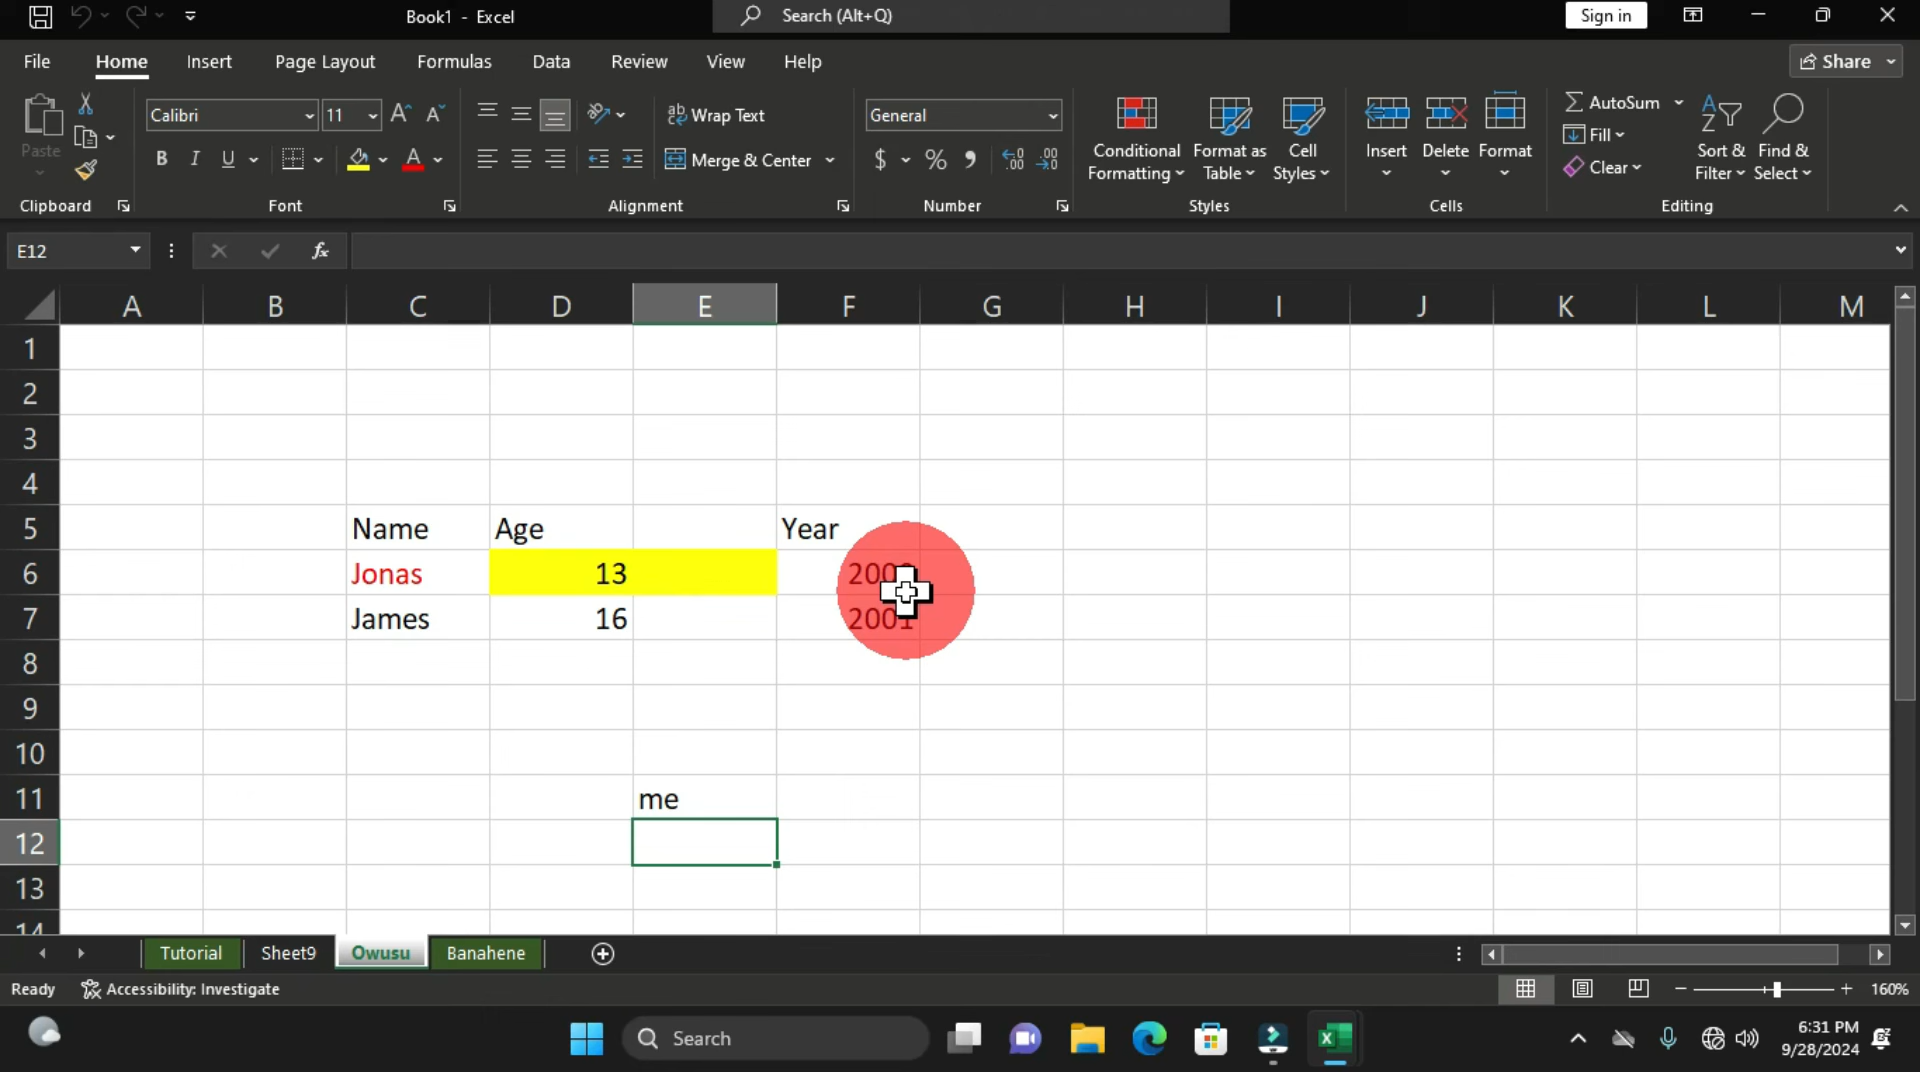 Book1 - Excel
Search (Alt+Q)
Sign in
File Home Insert Page Layout Formulas Data Review View Help
Share
Paste
Clipboard
Calibri 11
B I U A
Font
Wrap Text
Merge & Center
Alignment
General
$ % 9
Number
Conditional Formatting
Format as Table
Cell Styles
Styles
Insert
Delete
Format
Cells
AutoSum
Fill
Clear
Sort & Filter
Find & Select
Editing
E12
fx
A B C D E F G H I J K L M
1
2
3
4
5 Name Age Year
6 Jonas 13
7 James 16 2001
8
9
10
11 me
12
13
14
Tutorial Sheet9 Owusu Banahene
Ready Accessibility: Investigate
160%
Search
6:31 PM
9/28/2024